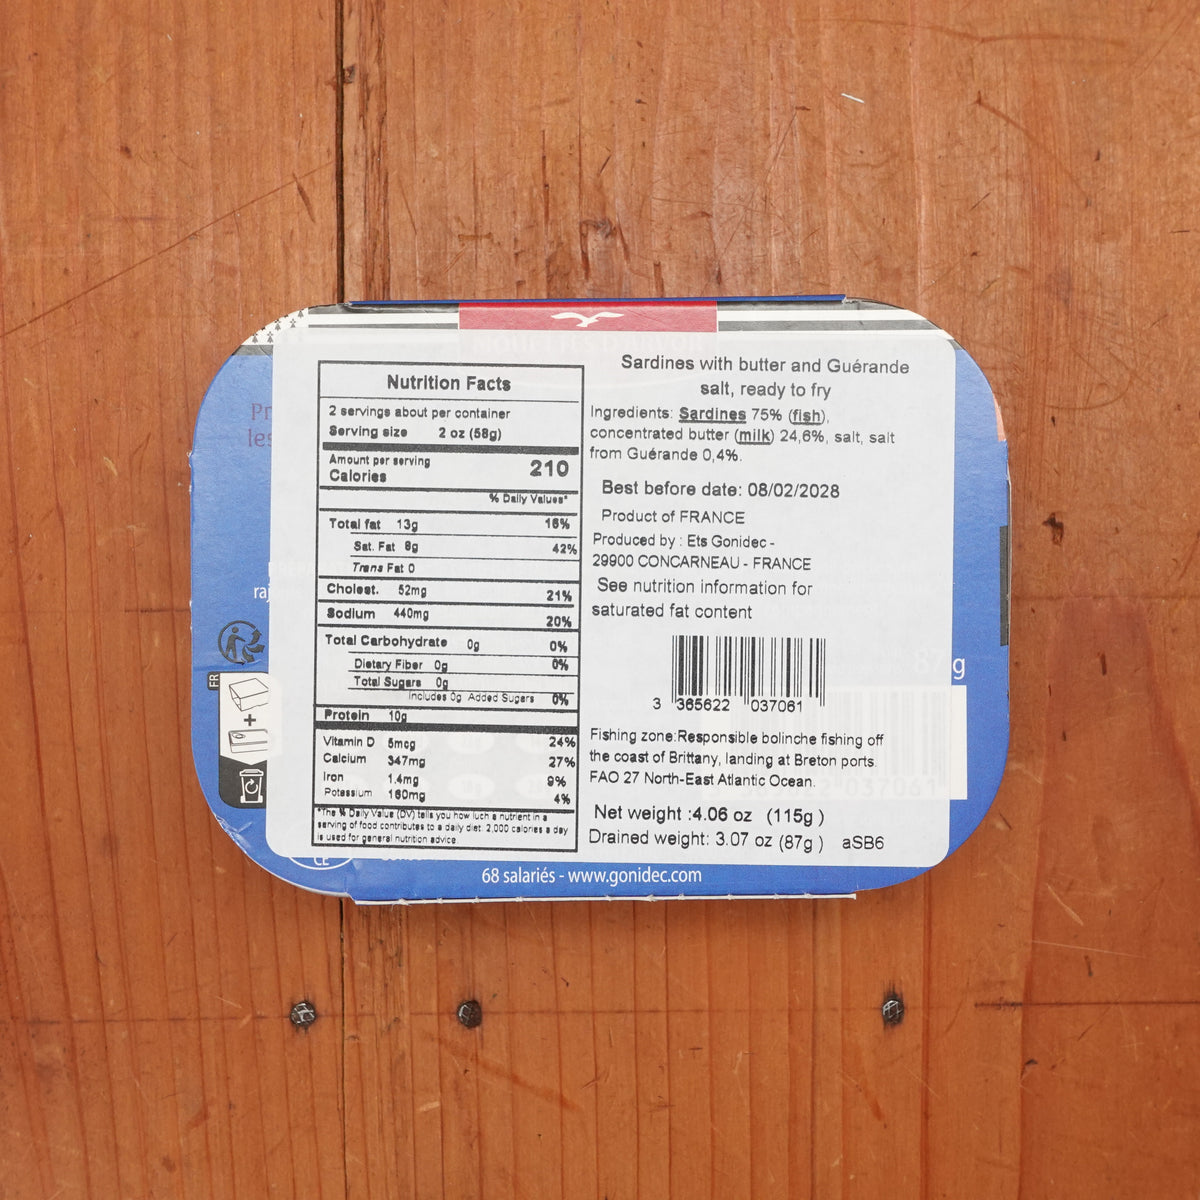 Nutrition Facts
2 servings about per container
Serving size 2 oz (58g)
Amount per serving
Calories 210
% Daily Values*
Total fat 13g 16%
Sat. Fat 8g 42%
Trans Fat 0
Cholest. 52mg 21%
Sodium 440mg 20%
Total Carbohydrate 0g 0%
Dietary Fiber 0g 0%
Total Sugars 0g
Includes 0g Added Sugars 0%
Protein 10g
Vitamin D 5mcg 24%
Calcium 347mg 27%
Iron 1.4mg 9%
Potassium 160mg 4%
*The % Daily Value (DV) tells you how luch a nutrient in a
serving of food contributes to a daily diet. 2,000 calories a day
is used for general nutrition advice.
Sardines with butter and Guérande
salt, ready to fry
Ingredients: Sardines 75% (fish),
concentrated butter (milk) 24,6%, salt, salt
from Guérande 0,4%.
Best before date: 08/02/2028
Product of FRANCE
Produced by : Ets Gonidec -
29900 CONCARNEAU - FRANCE
See nutrition information for
saturated fat content
3 365622 037061
Fishing zone:Responsible bolinche fishing off
the coast of Brittany, landing at Breton ports.
FAO 27 North-East Atlantic Ocean.
Net weight :4.06 oz (115g)
Drained weight: 3.07 oz (87g) aSB6
Pr
les
raj
FR
+
g
037061
CE
68 salariés - www.gonidec.com